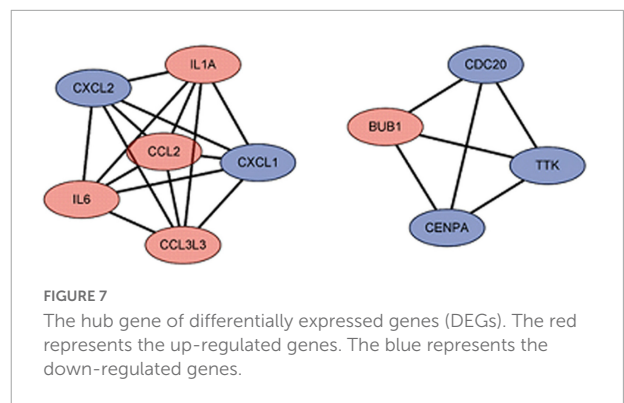 IL1A
CXCL2
CCL2
CXCL1
IL6
CCL3L3
CDC20
BUB1
TTK
CENPA
FIGURE 7
The hub gene of differentially expressed genes (DEGs). The red
represents the up-regulated genes. The blue represents the
down-regulated genes.